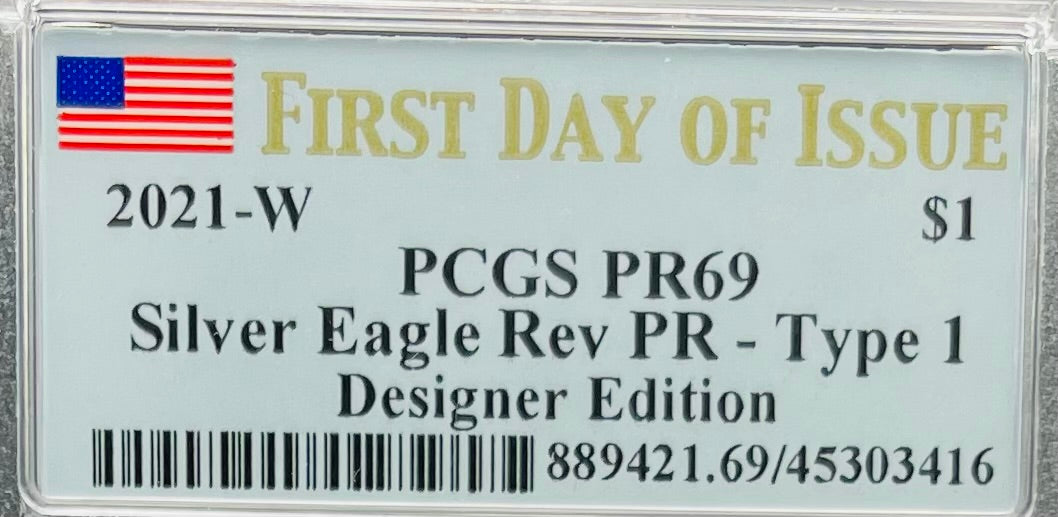 FIRST DAY OF ISSUE
2021-W $1
PCGS PR69
Silver Eagle Rev PR - Type 1
Designer Edition
889421.69/45303416